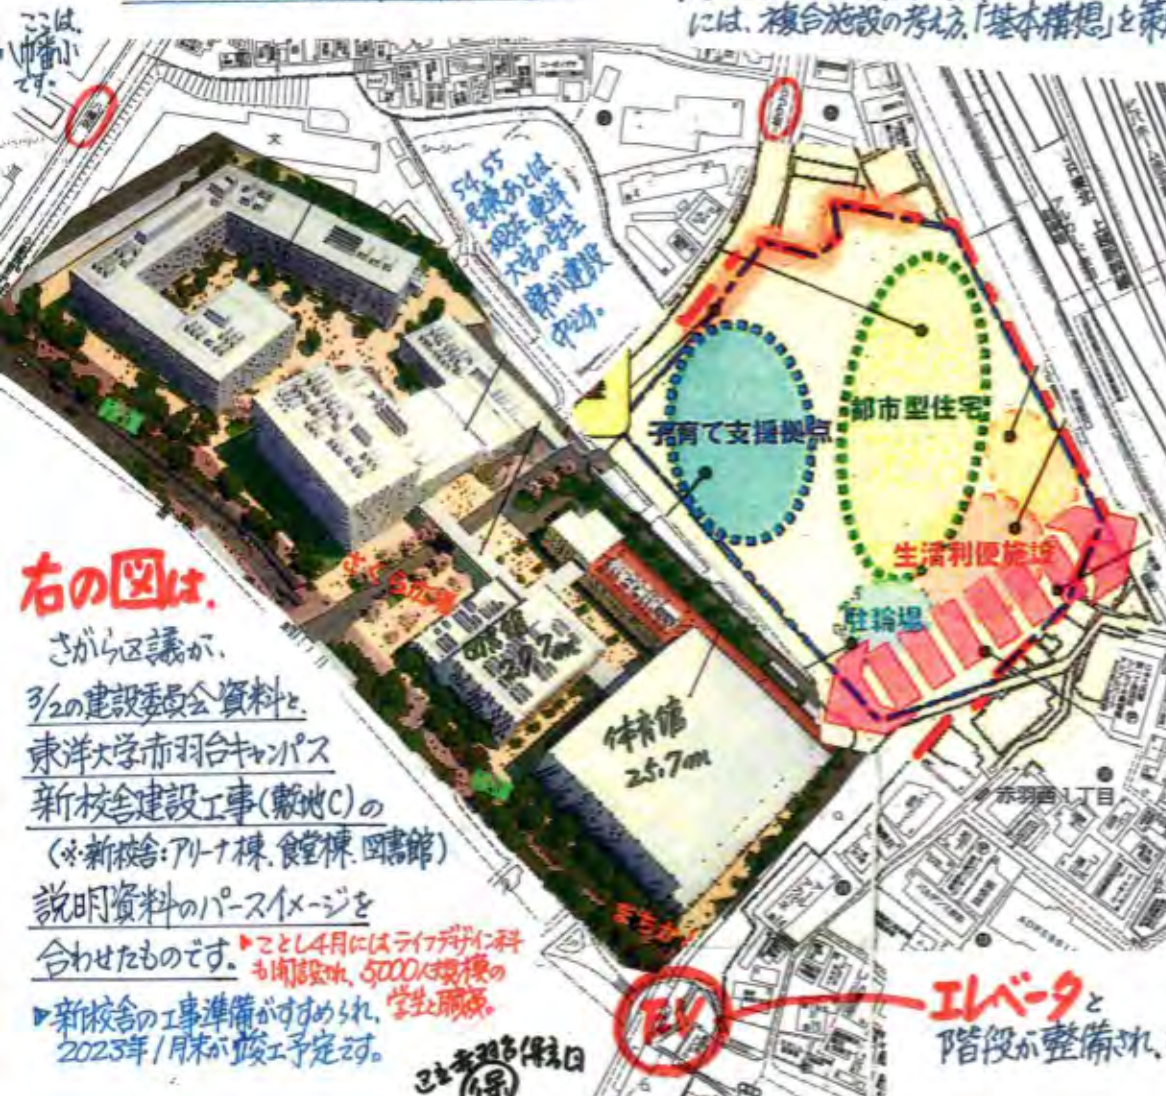 には、複合施設の考え方、「基本構想」を策
ここは、
です。
54、55
号棟あとは
現在東洋
大学の学生
寮が建設
中です。
文
都市型住宅
子育て支援拠点
生活利便施設
駐輪場
図書館
体育館
25.7m
赤羽西1丁目
右の図は、
さがら区議が、
3/2の建設委員会資料と、
東洋大学赤羽台キャンパス
新校舎建設工事(敷地C)の
(※新校舎:アリーナ棟、食堂棟、図書館)
説明資料のパースイメージを
合わせたものです。
▶ことし4月にはライフデザイン科
も開設され、5000人規模の
学生と職員。
▶新校舎の工事準備がすすめられ、
2023年1月末が竣工予定です。
EV
エレベータと
階段が整備され、